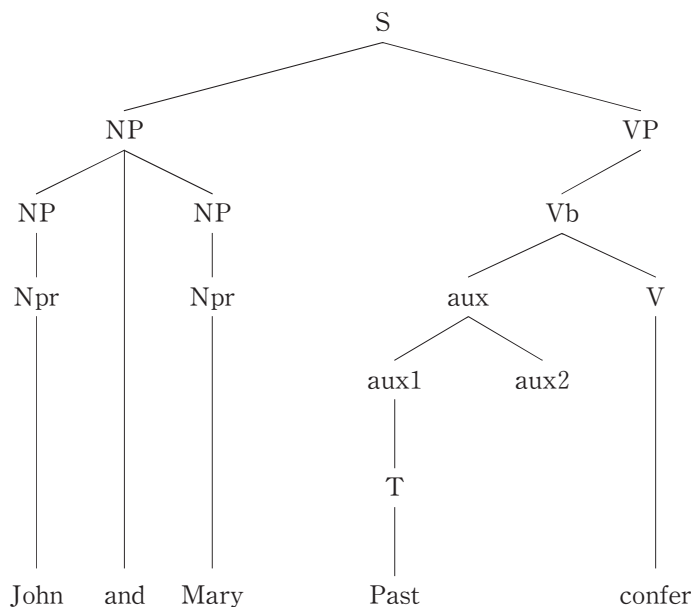 S
NP VP
NP NP Vb
Npr Npr aux V
aux1 aux2
T
John and Mary Past confer